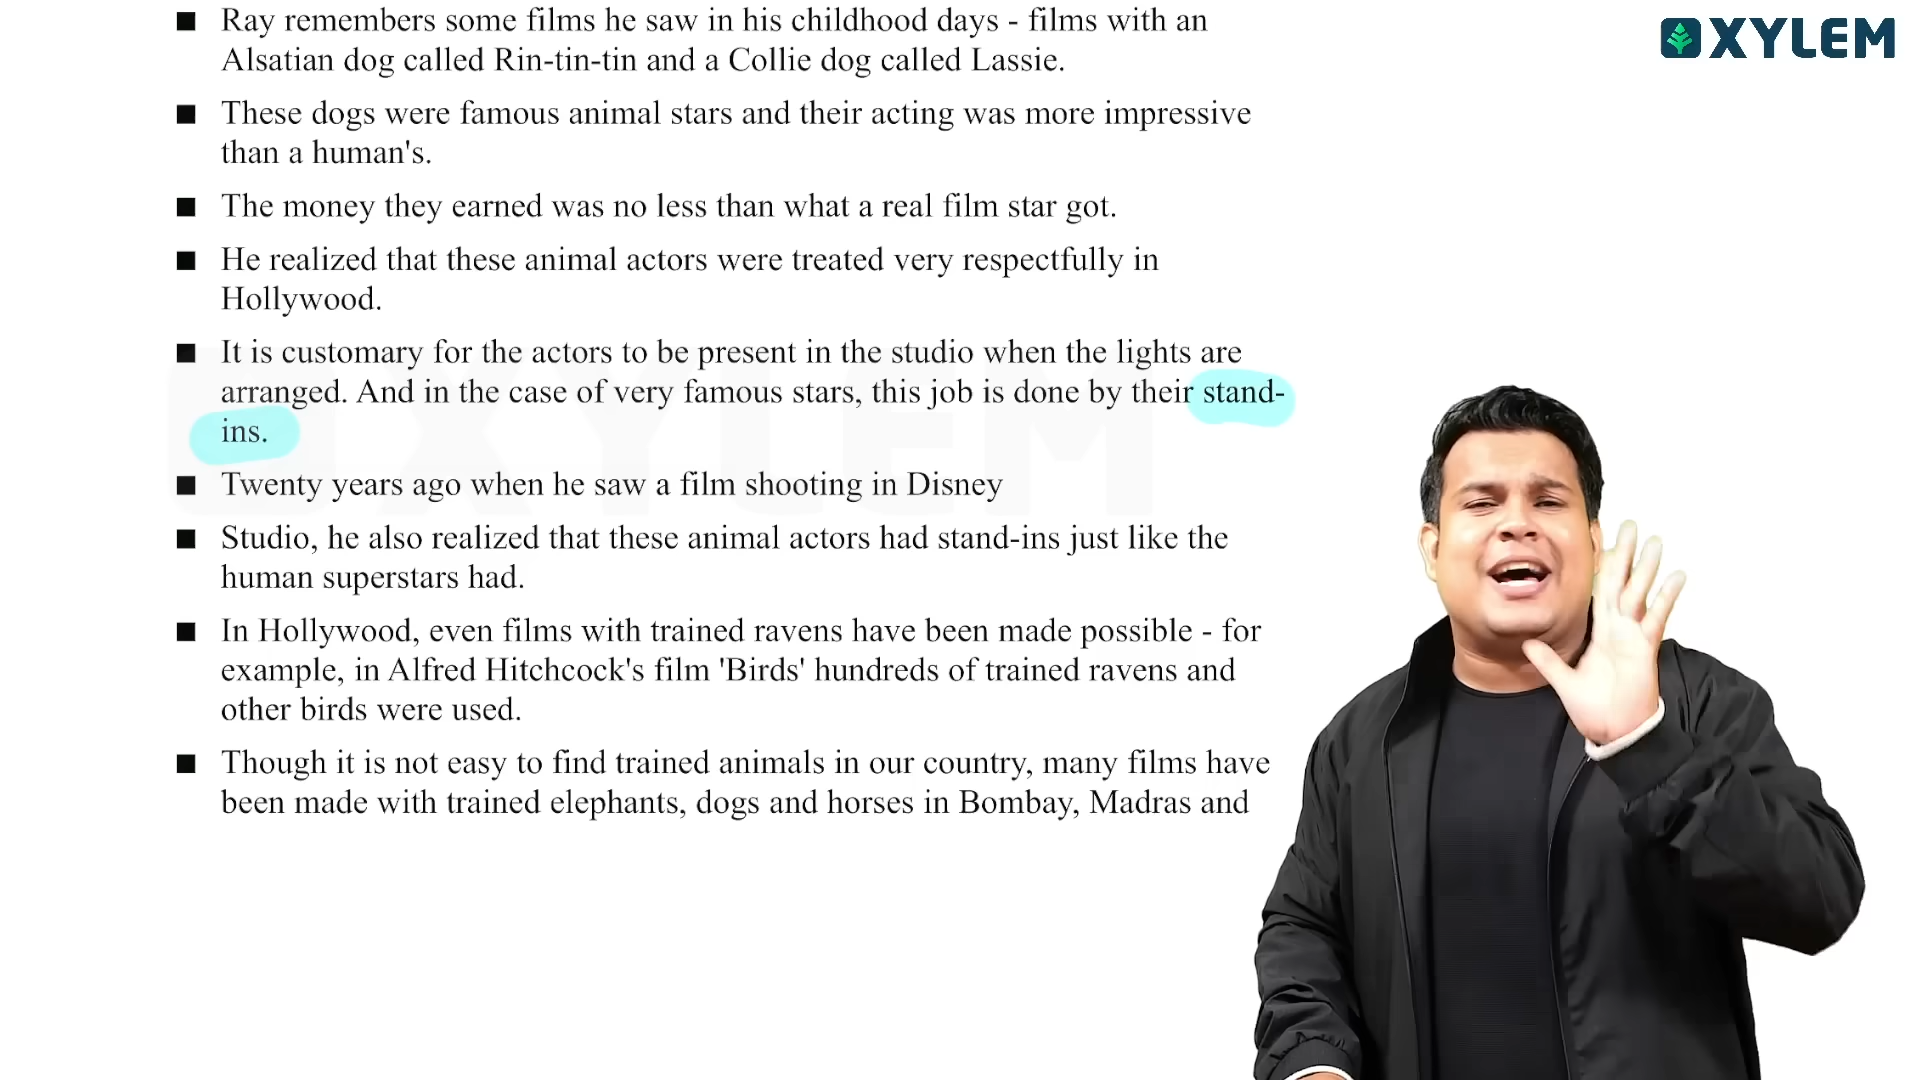 ■ Ray remembers some films he saw in his childhood days - films with an
Alsatian dog called Rin-tin-tin and a Collie dog called Lassie.
■ These dogs were famous animal stars and their acting was more impressive
than a human's.
■ The money they earned was no less than what a real film star got.
■ He realized that these animal actors were treated very respectfully in
Hollywood.
■ It is customary for the actors to be present in the studio when the lights are
arranged. And in the case of very famous stars, this job is done by their stand-
ins.
■ Twenty years ago when he saw a film shooting in Disney
■ Studio, he also realized that these animal actors had stand-ins just like the
human superstars had.
■ In Hollywood, even films with trained ravens have been made possible - for
example, in Alfred Hitchcock's film 'Birds' hundreds of trained ravens and
other birds were used.
■ Though it is not easy to find trained animals in our country, many films have
been made with trained elephants, dogs and horses in Bombay, Madras and
XYLEM
XYLEM